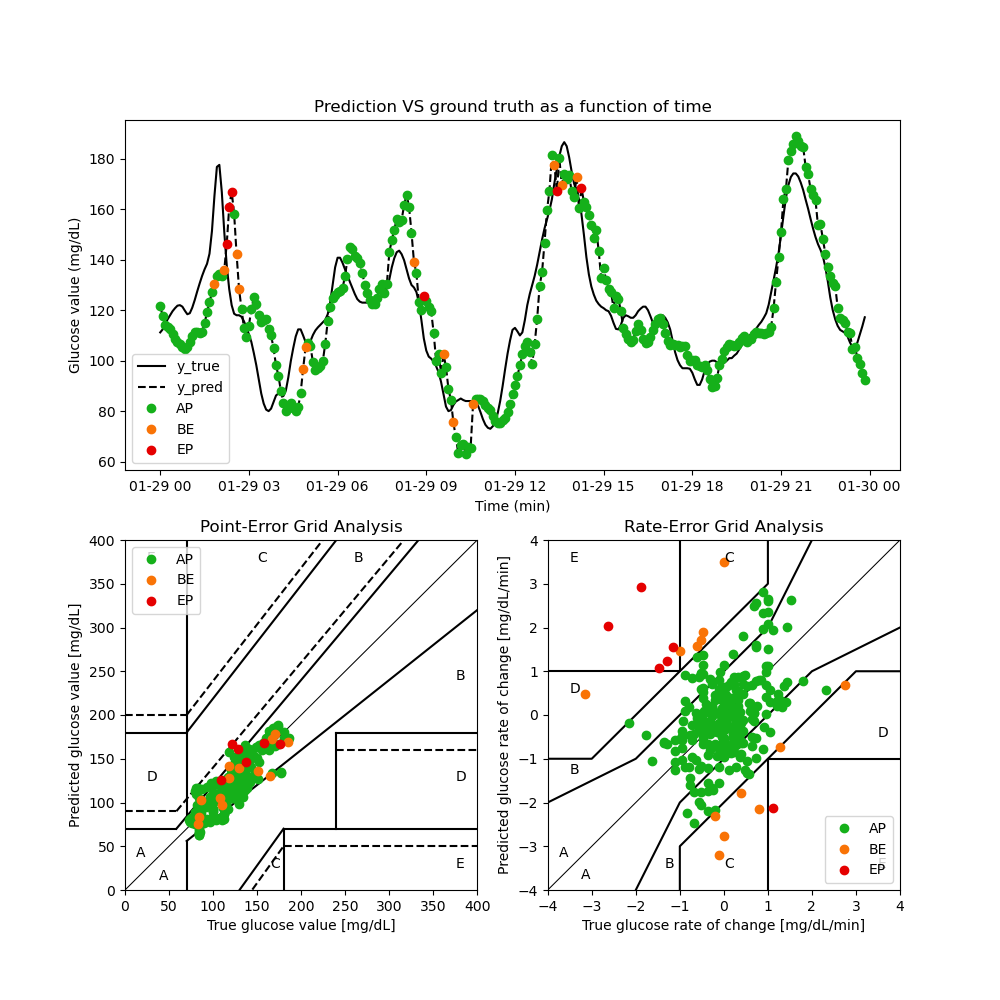 Prediction VS ground truth as a function of time
Glucose value (mg/dL)
180
160
140
120
100
80
60
y_true
y_pred
AP
BE
EP
01-29 00 01-29 03 01-29 06 01-29 09 01-29 12 01-29 15 01-29 18 01-29 21 01-30 00
Time (min)
Point-Error Grid Analysis
Predicted glucose value [mg/dL]
400
350
300
250
200
150
100
50
0
AP
BE
EP
C
B
B
D
D
A
A
C
E
0 50 100 150 200 250 300 350 400
True glucose value [mg/dL]
Rate-Error Grid Analysis
Predicted glucose rate of change [mg/dL/min]
4
3
2
1
0
−1
−2
−3
−4
E
C
D
D
B
A
A
B
C
AP
BE
EP
−4 −3 −2 −1 0 1 2 3 4
True glucose rate of change [mg/dL/min]